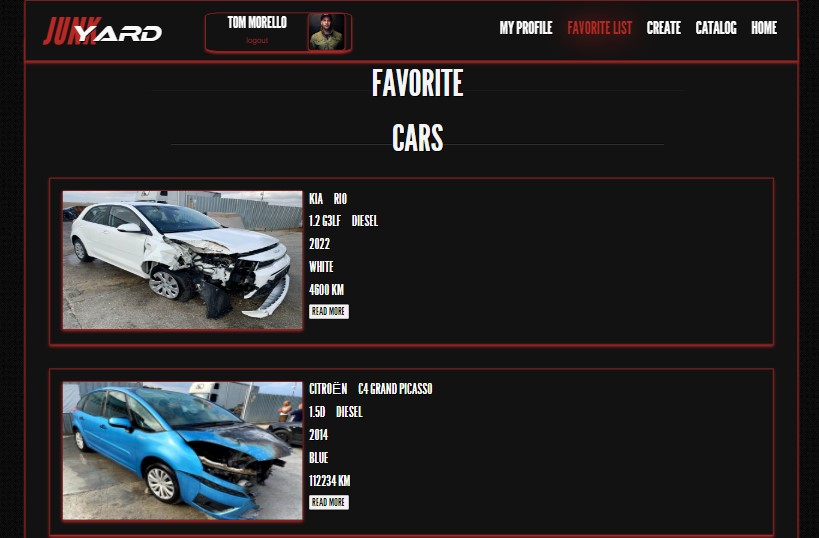 JUNKYARD
TOM MORELLO
logout
MY PROFILE FAVORITE LIST CREATE CATALOG HOME
FAVORITE
CARS
KIA RIO
1.2 G3LF DIESEL
2022
WHITE
4600 KM
READ MORE
CITROËN C4 GRAND PICASSO
1.5D DIESEL
2014
BLUE
112234 KM
READ MORE